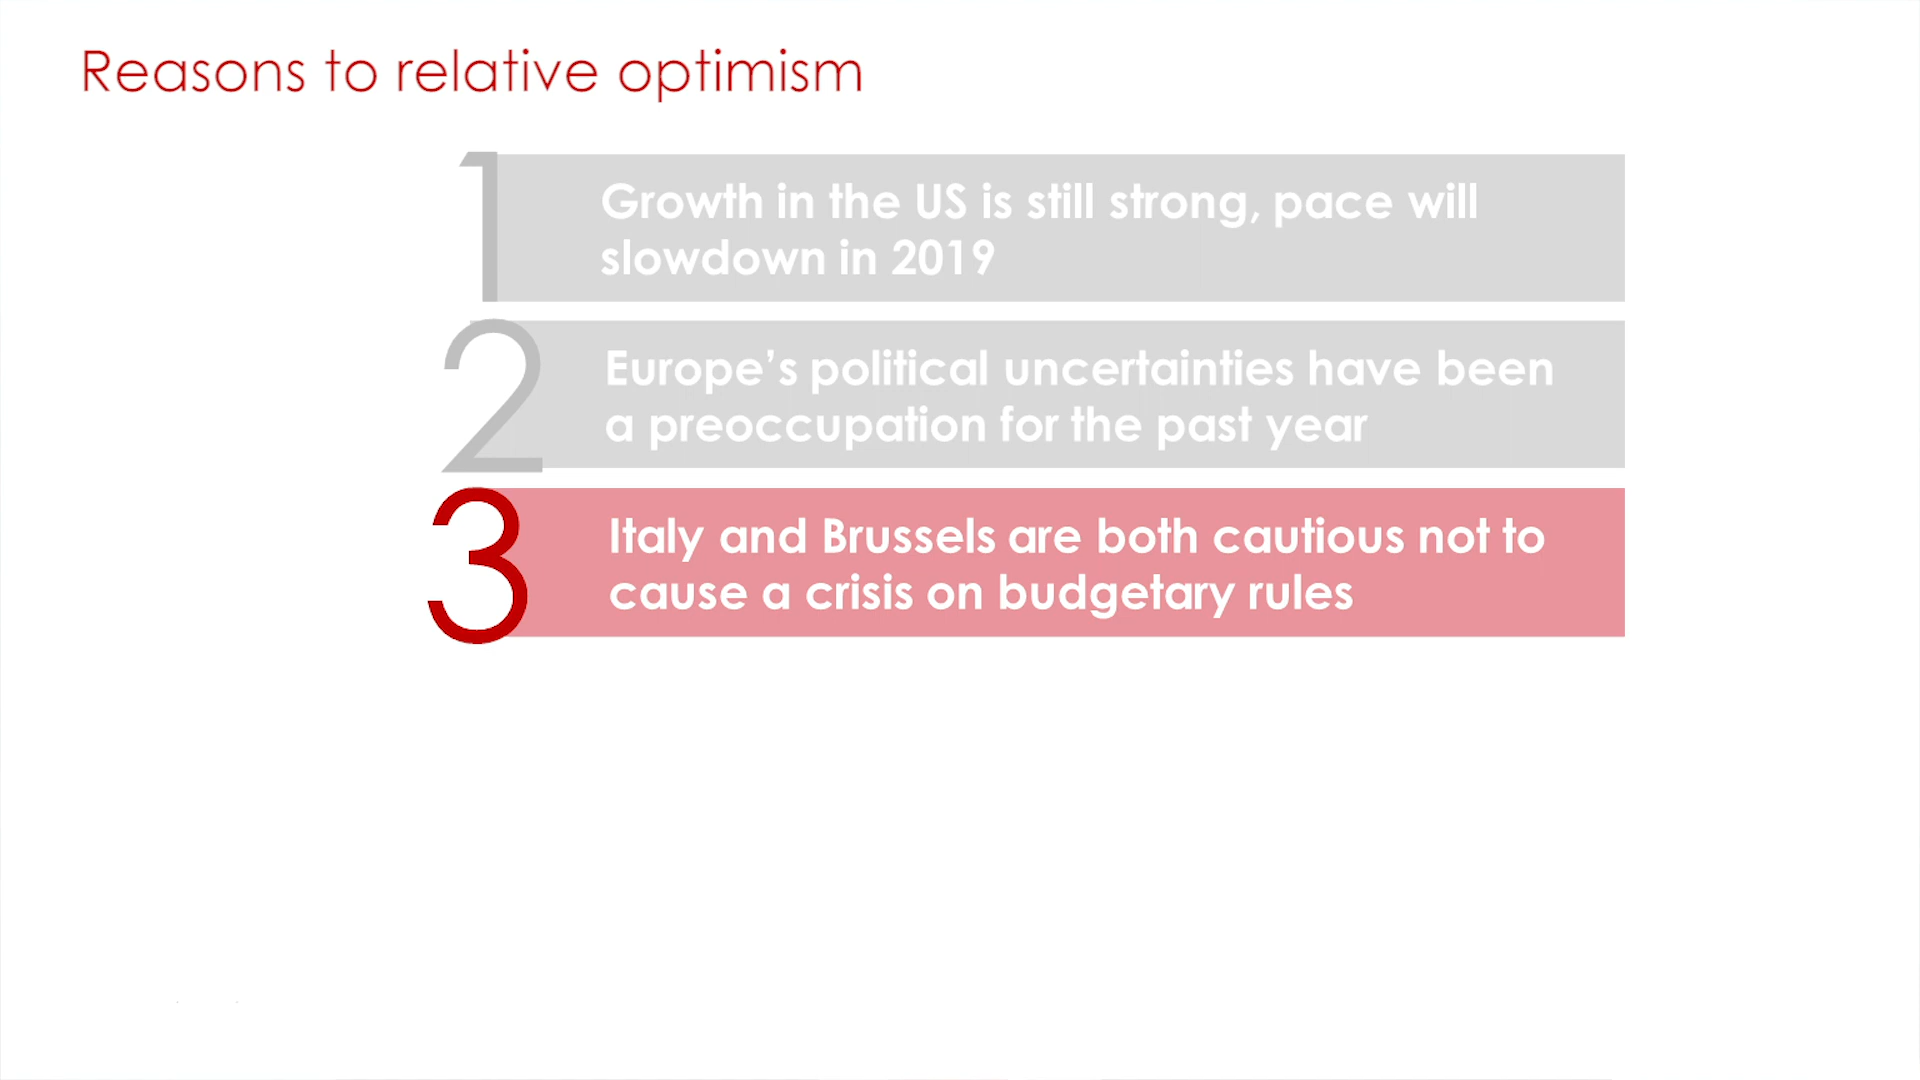 Reasons to relative optimism
1
Growth in the US is still strong, pace will
slowdown in 2019
2
Europe’s political uncertainties have been
a preoccupation for the past year
3
Italy and Brussels are both cautious not to
cause a crisis on budgetary rules